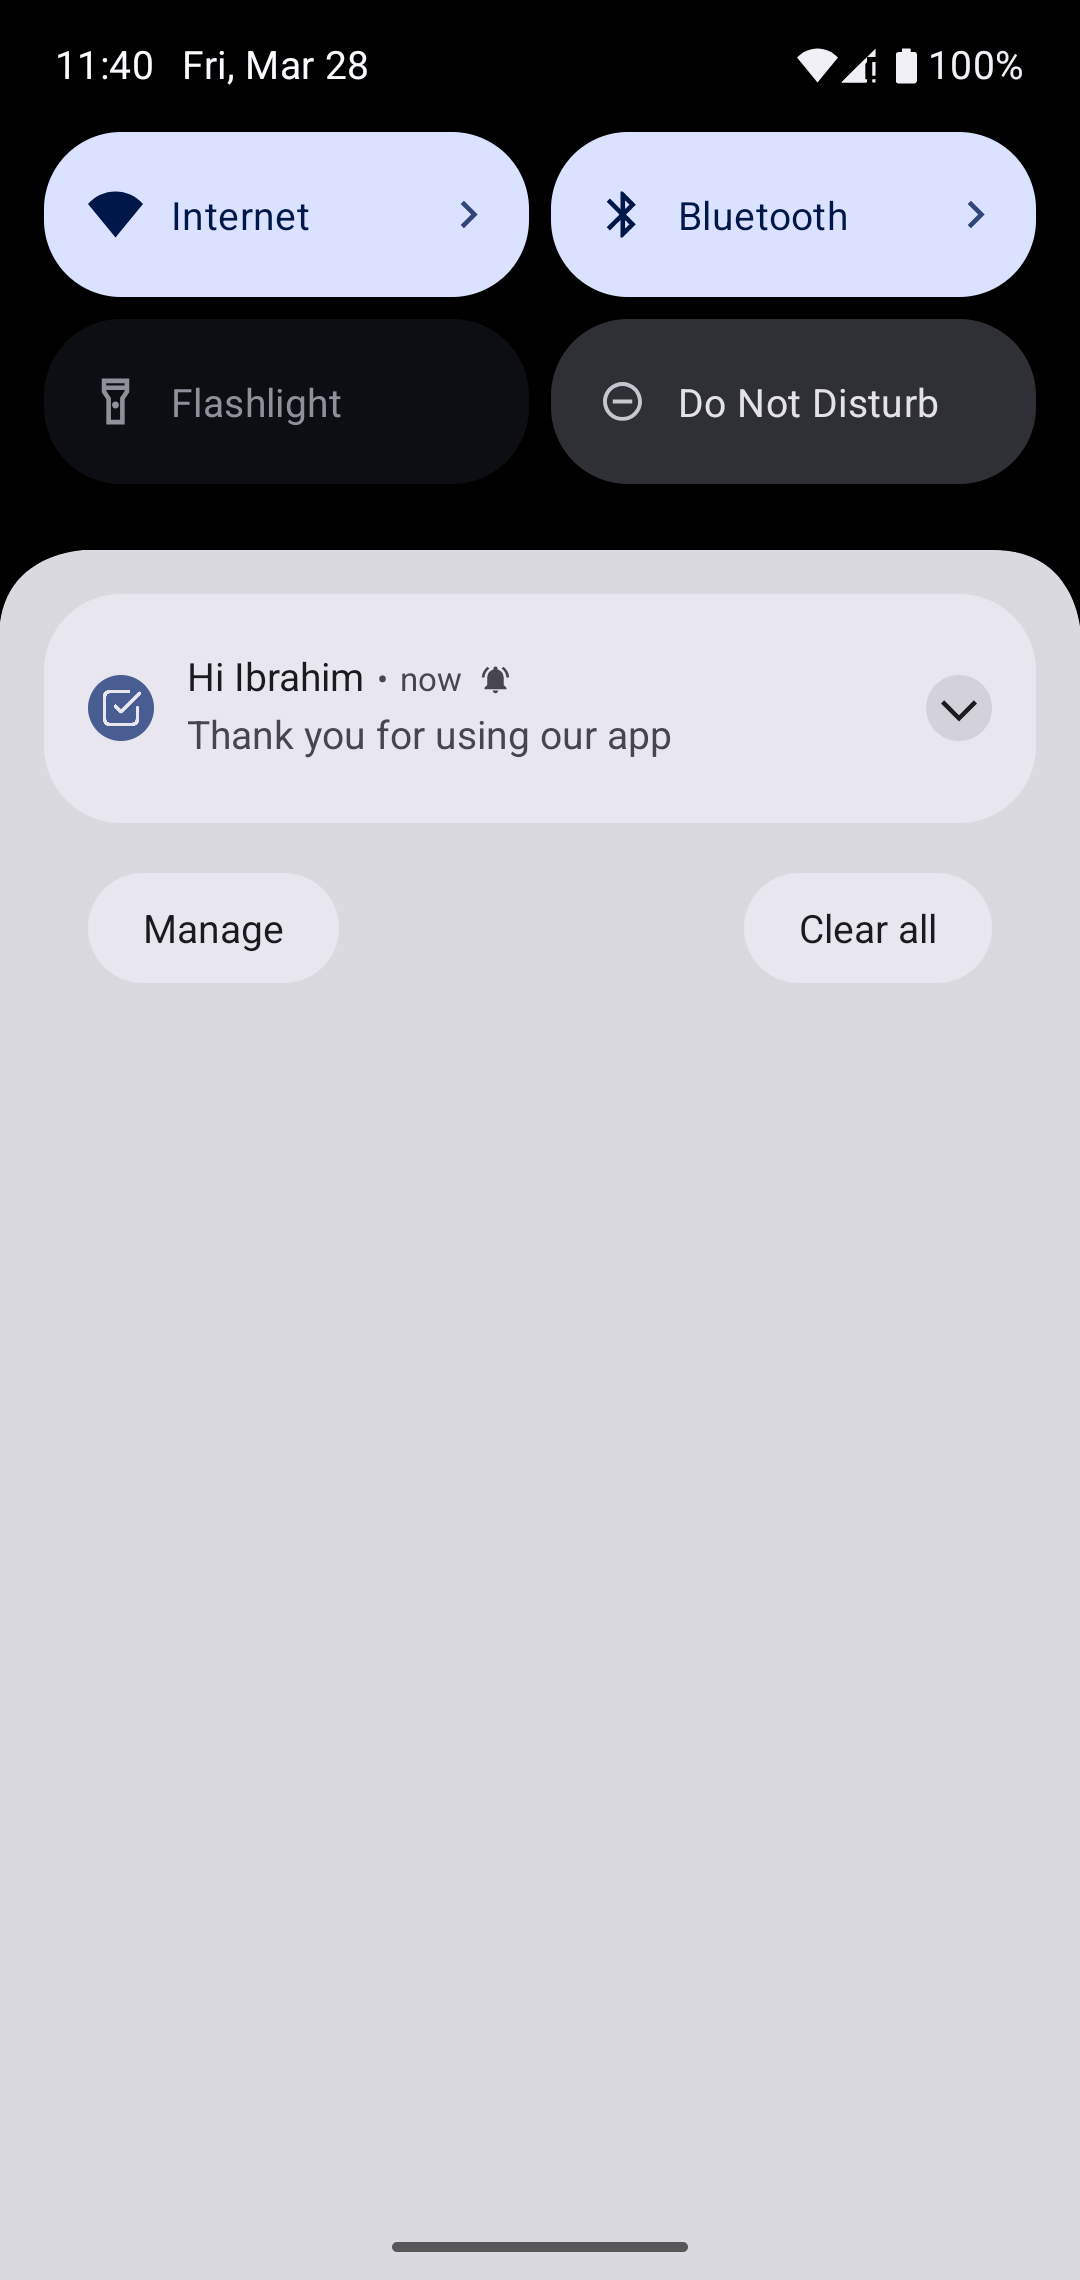 11:40 Fri, Mar 28 100%
Internet Bluetooth
Flashlight Do Not Disturb
Hi Ibrahim • now
Thank you for using our app
Manage Clear all